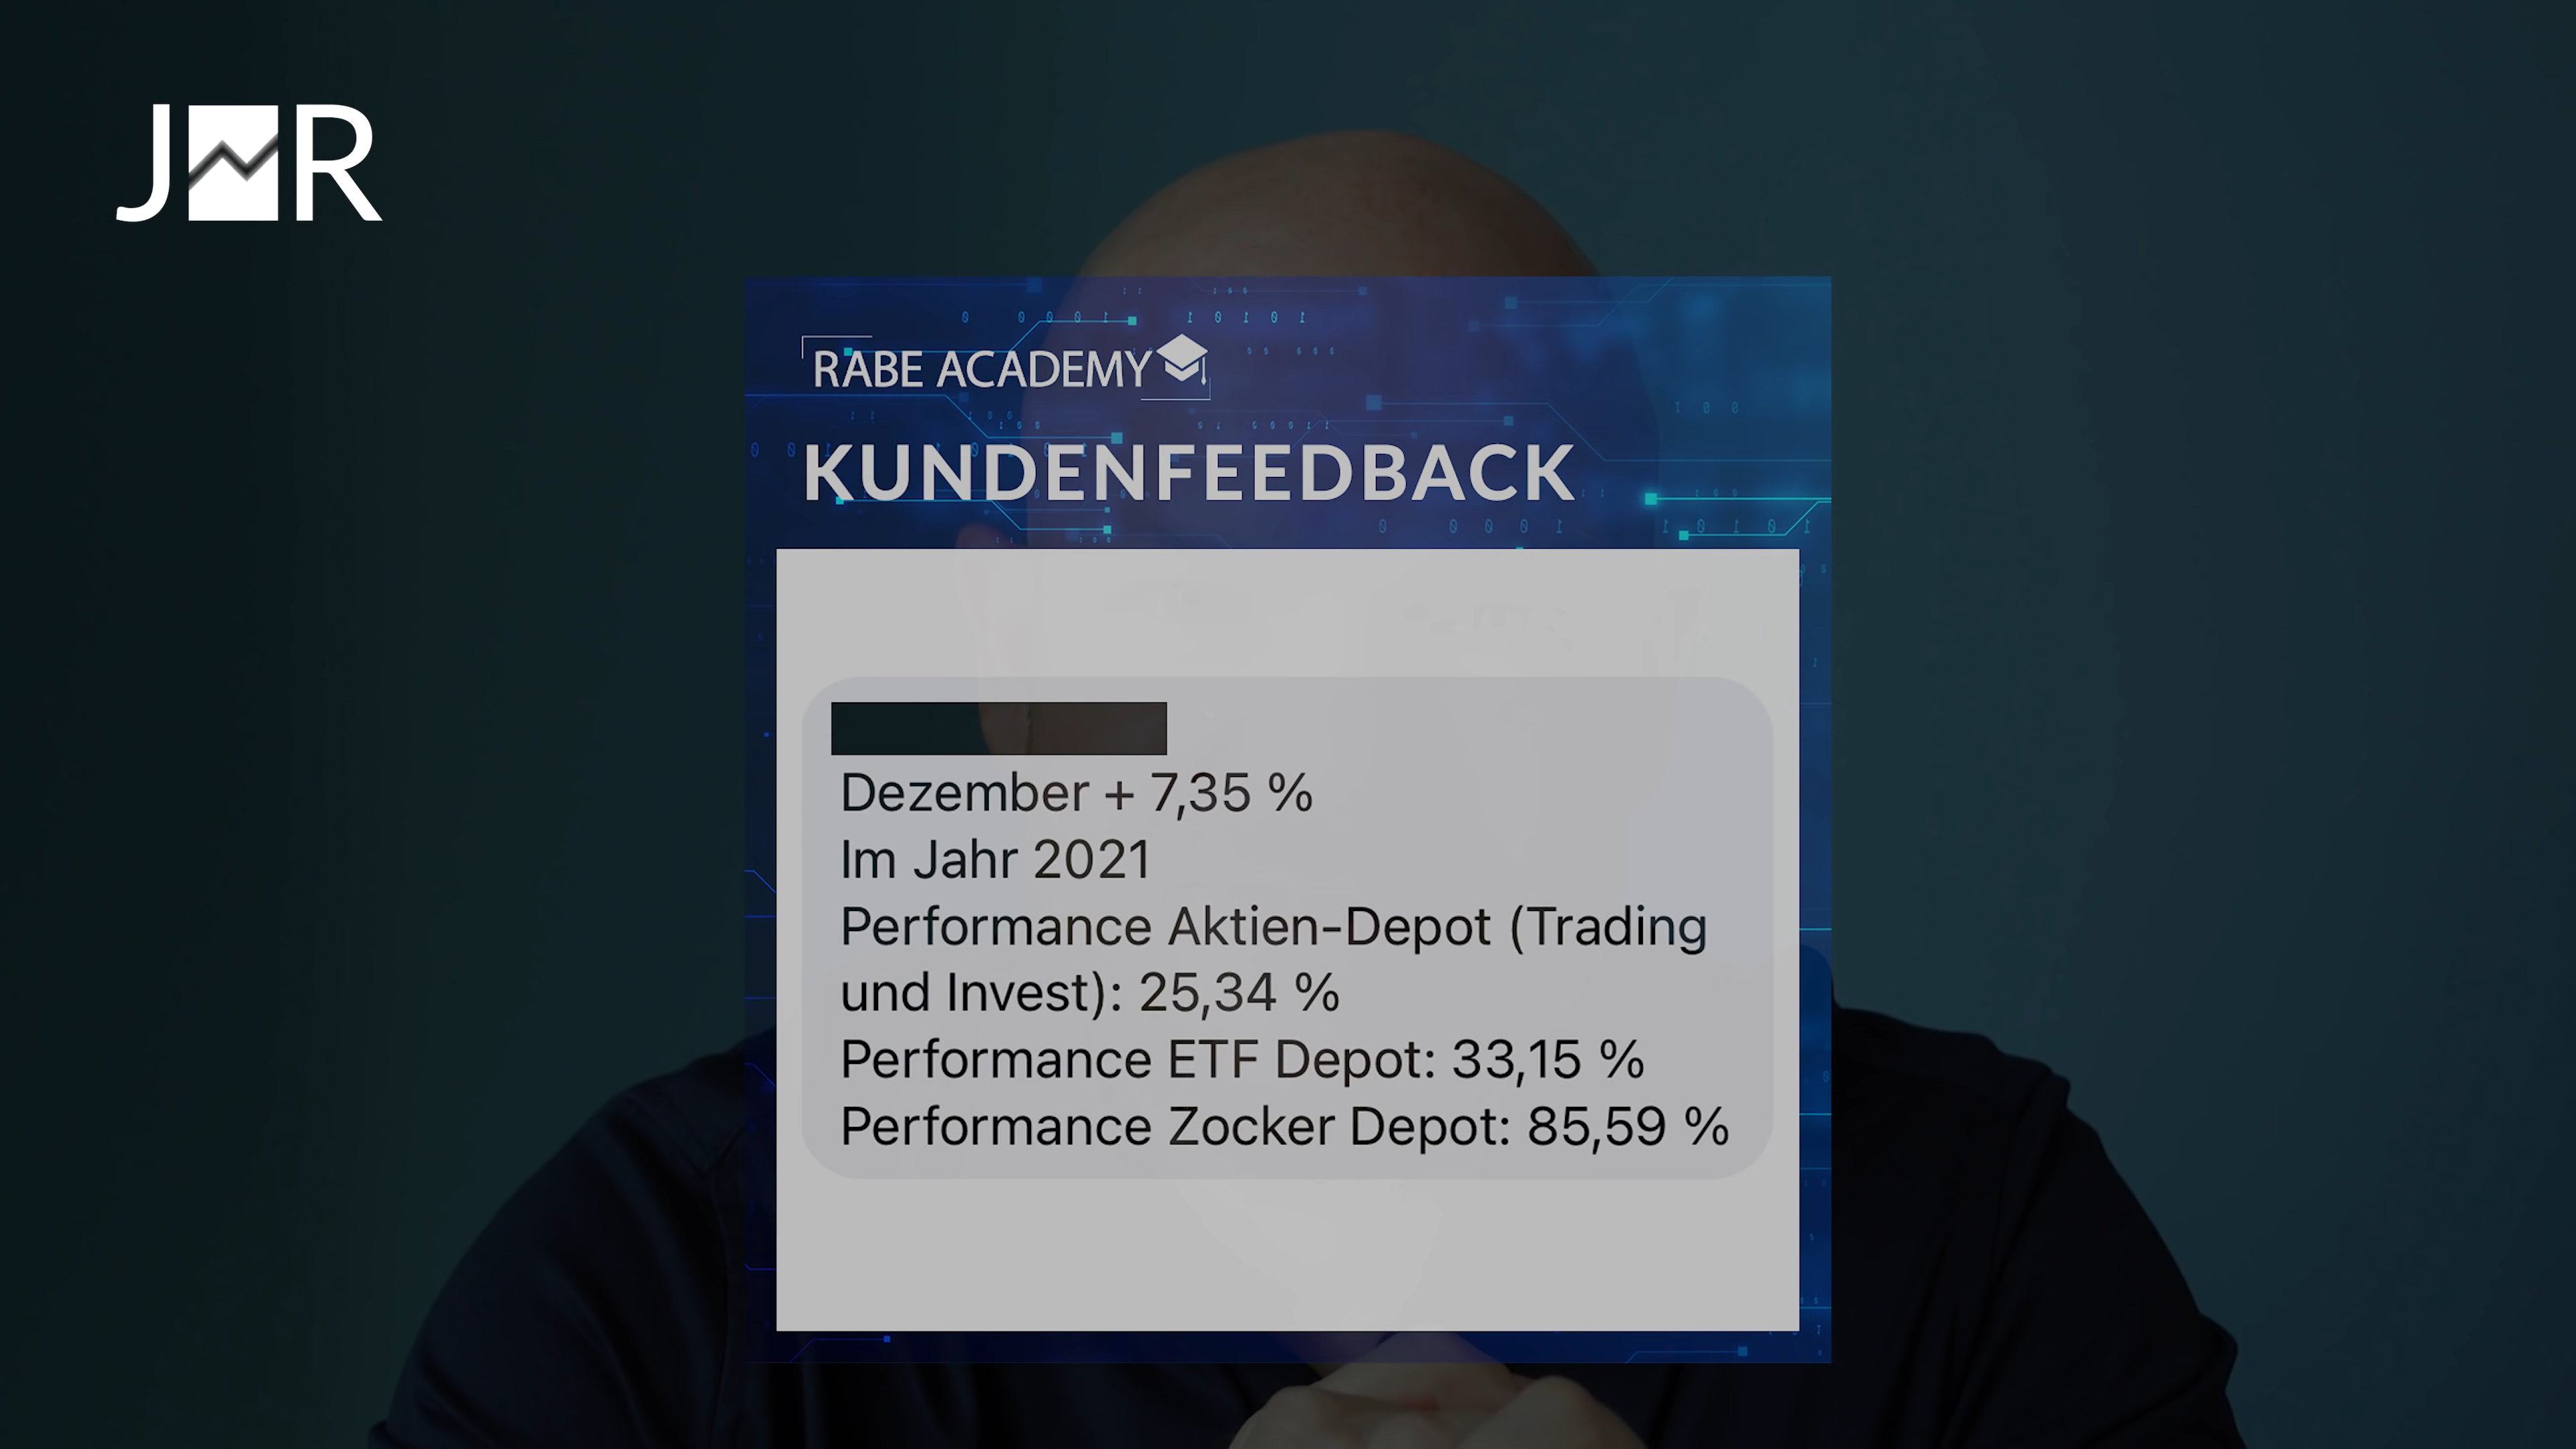 JR
RABE ACADEMY
KUNDENFEEDBACK
Dezember + 7,35 %
Im Jahr 2021
Performance Aktien-Depot (Trading
und Invest): 25,34 %
Performance ETF Depot: 33,15 %
Performance Zocker Depot: 85,59 %